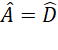 Â = D̂